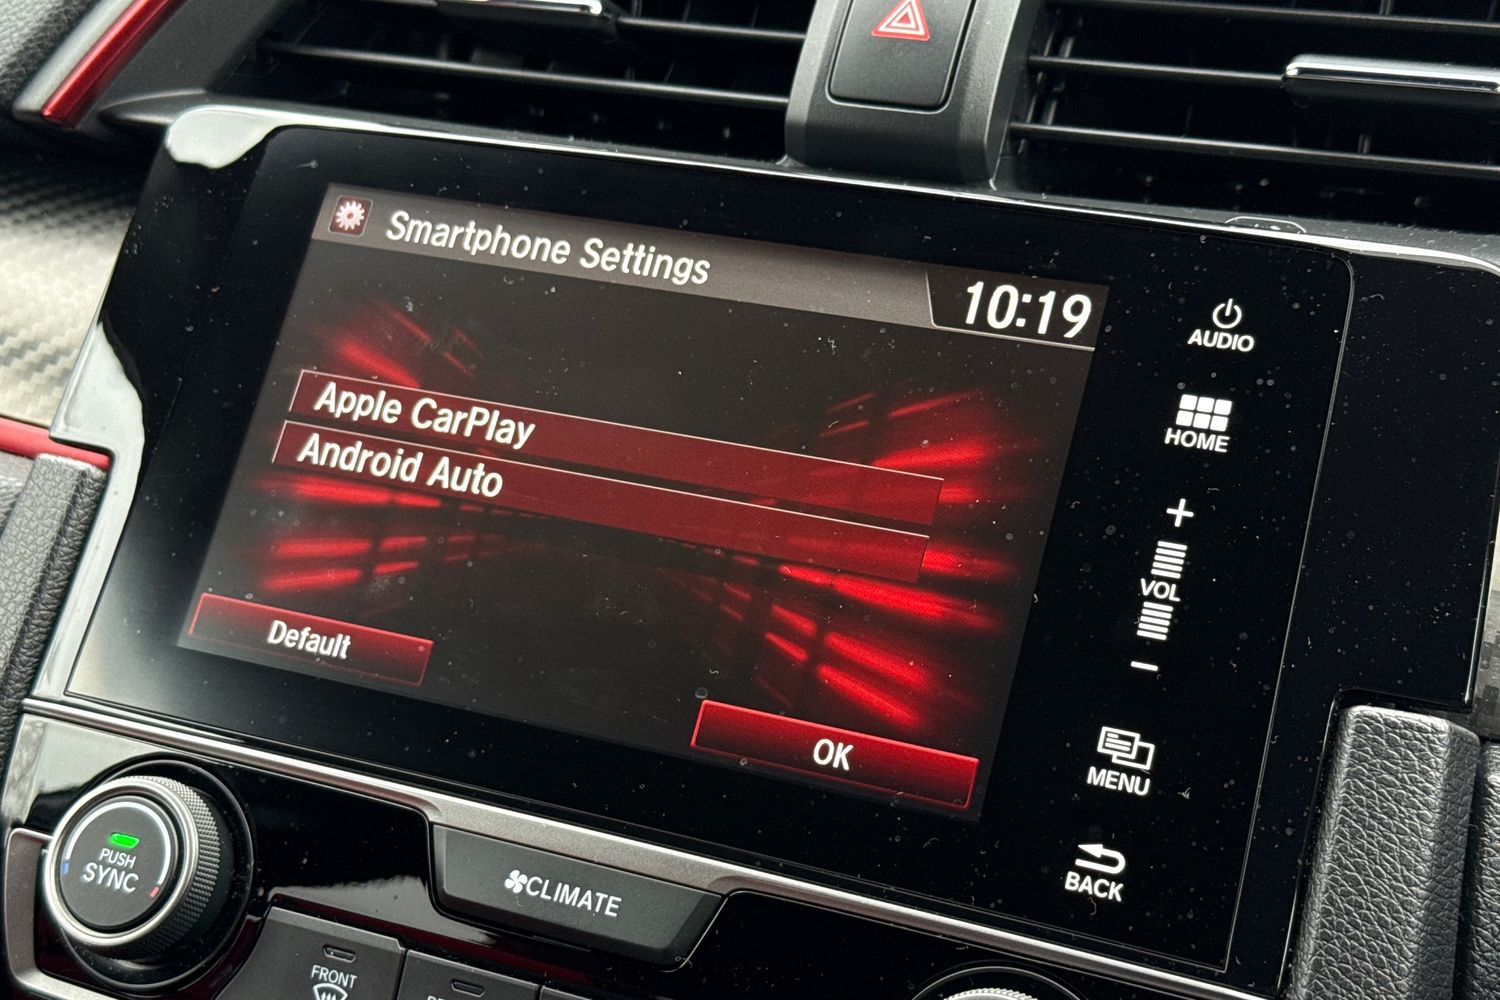 Smartphone Settings
10:19
Apple CarPlay
Android Auto
Default
OK
AUDIO
HOME
+
VOL
−
MENU
BACK
PUSH
SYNC
CLIMATE
FRONT